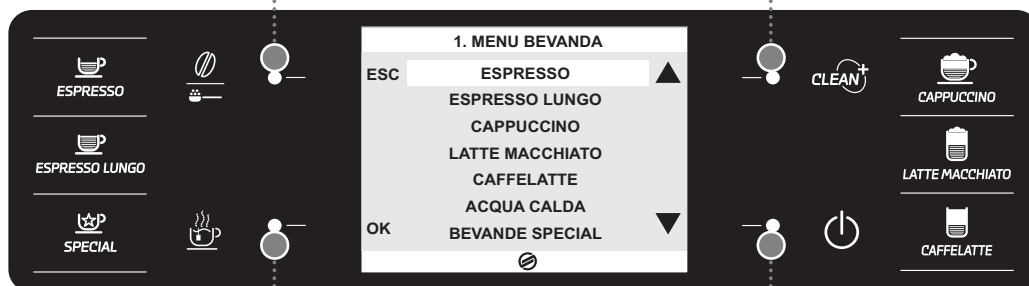 ESPRESSO
ESPRESSO LUNGO
SPECIAL
1. MENU BEVANDA
ESC
ESPRESSO
ESPRESSO LUNGO
CAPPUCCINO
LATTE MACCHIATO
CAFFELATTE
ACQUA CALDA
OK
BEVANDE SPECIAL
CLEAN+
CAPPUCCINO
LATTE MACCHIATO
CAFFELATTE